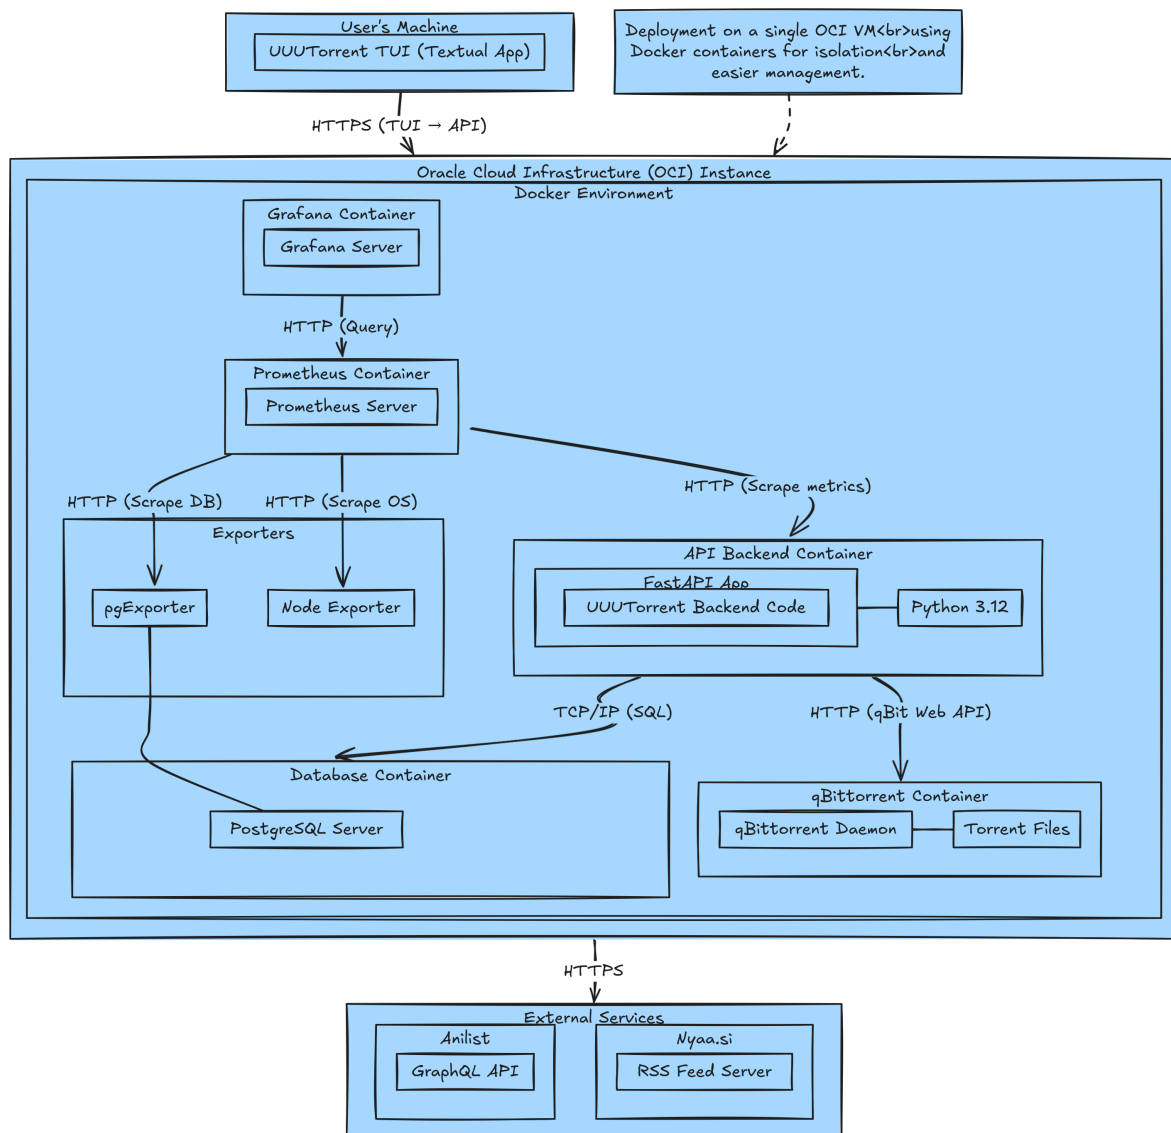 User's Machine
UUUTorrent TUI (Textual App)
Deployment on a single OCI VM<br>using
Docker containers for isolation<br>and
easier management.
HTTPS (TUI → API)
Oracle Cloud Infrastructure (OCI) Instance
Docker Environment
Grafana Container
Grafana Server
HTTP (Query)
Prometheus Container
Prometheus Server
HTTP (Scrape DB)
HTTP (Scrape OS)
HTTP (Scrape metrics)
Exporters
pgExporter
Node Exporter
API Backend Container
FastAPI App
UUUTorrent Backend Code
Python 3.12
TCP/IP (SQL)
HTTP (qBit Web API)
Database Container
PostgreSQL Server
qBittorrent Container
qBittorrent Daemon
Torrent Files
HTTPS
External Services
Anilist
GraphQL API
Nyaa.si
RSS Feed Server